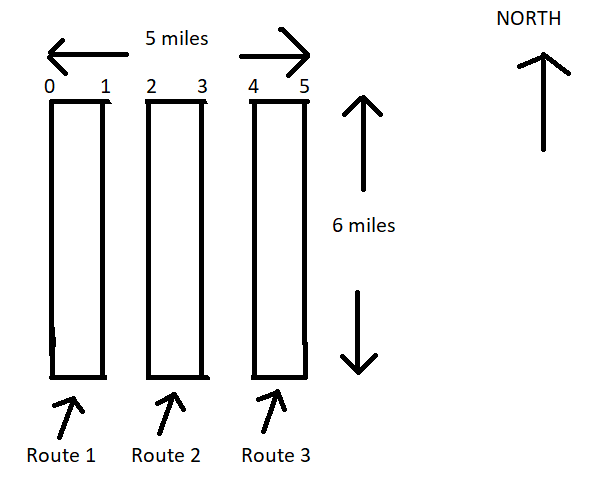 NORTH
5 miles
0 1 2 3 4 5
6 miles
Route 1 Route 2 Route 3